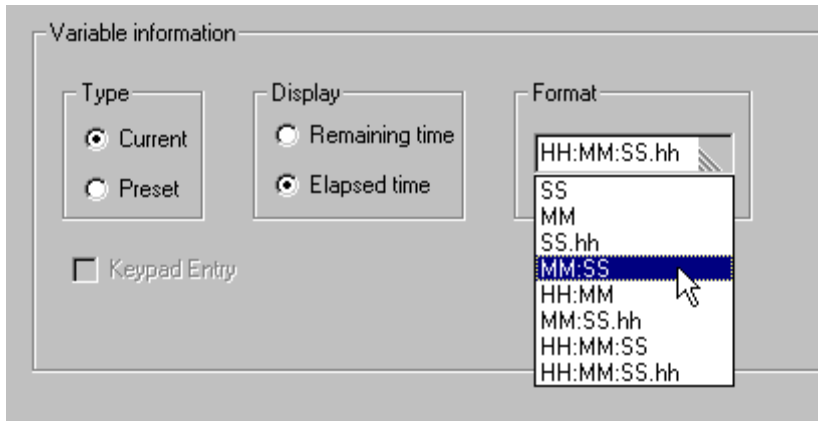 Variable information
Type
Display
Format
Current
Remaining time
HH:MM:SS.hh
Preset
Elapsed time
SS
MM
SS.hh
MM:SS
HH:MM
MM:SS.hh
HH:MM:SS
HH:MM:SS.hh
Keypad Entry